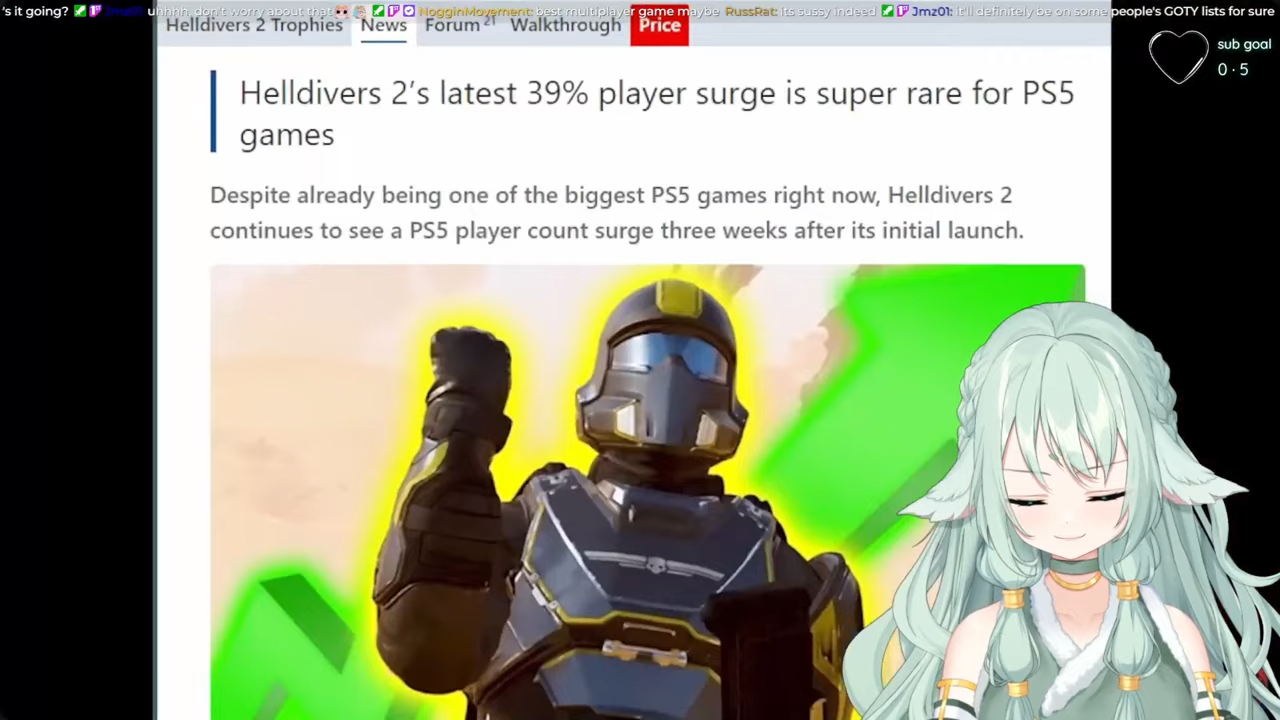 's it going? Jmz01: uhhhh, don't worry about that NogginMovement: best multiplayer game maybe RussRat: its sussy indeed Jmz01: it'll definitely be on some people's GOTY lists for sure
Helldivers 2 Trophies News Forum 21 Walkthrough Price
sub goal
0 · 5
Helldivers 2’s latest 39% player surge is super rare for PS5
games
Despite already being one of the biggest PS5 games right now, Helldivers 2
continues to see a PS5 player count surge three weeks after its initial launch.